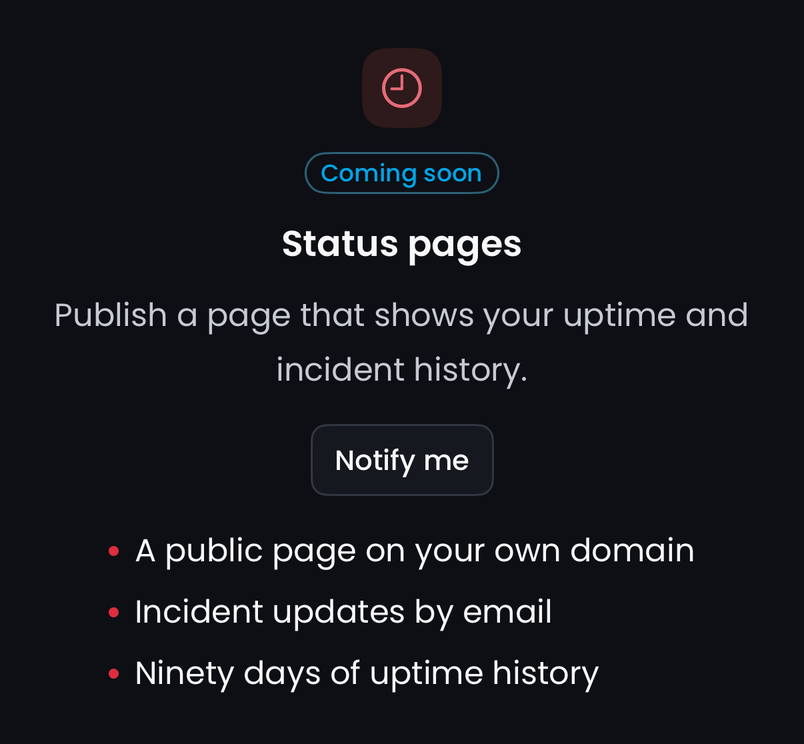 Coming soon
Status pages
Publish a page that shows your uptime and
incident history.
Notify me
A public page on your own domain
Incident updates by email
Ninety days of uptime history